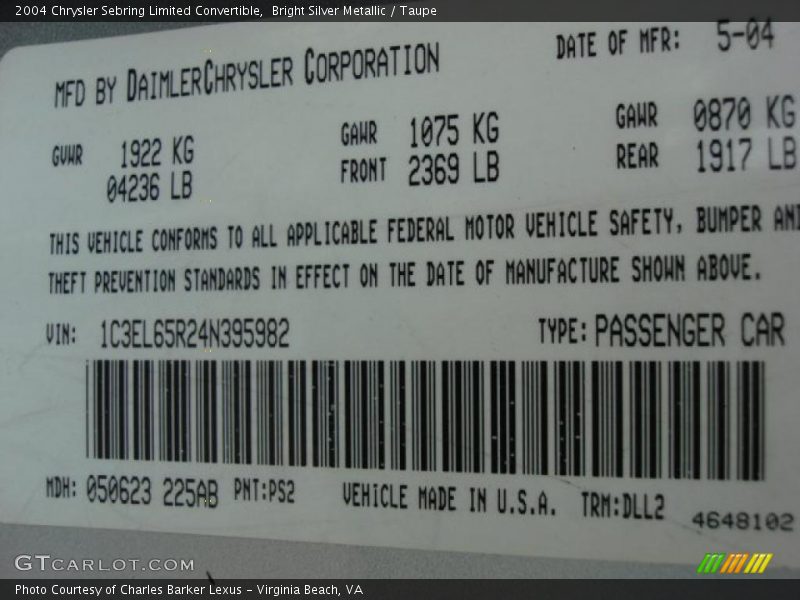 2004 Chrysler Sebring Limited Convertible,  Bright Silver Metallic / Taupe
MFD BY DAIMLERCHRYSLER CORPORATION DATE OF MFR: 5-04
GVWR 1922 KG GAWR 1075 KG GAWR 0870 KG
04236 LB FRONT 2369 LB REAR 1917 LB
THIS VEHICLE CONFORMS TO ALL APPLICABLE FEDERAL MOTOR VEHICLE SAFETY, BUMPER AND
THEFT PREVENTION STANDARDS IN EFFECT ON THE DATE OF MANUFACTURE SHOWN ABOVE.
VIN: 1C3EL65R24N395982 TYPE: PASSENGER CAR
MDH: 050623 225AB PNT:PS2 VEHICLE MADE IN U.S.A. TRM:DLL2 4648102
GTCARLOT.COM
Photo Courtesy of Charles Barker Lexus – Virginia Beach, VA